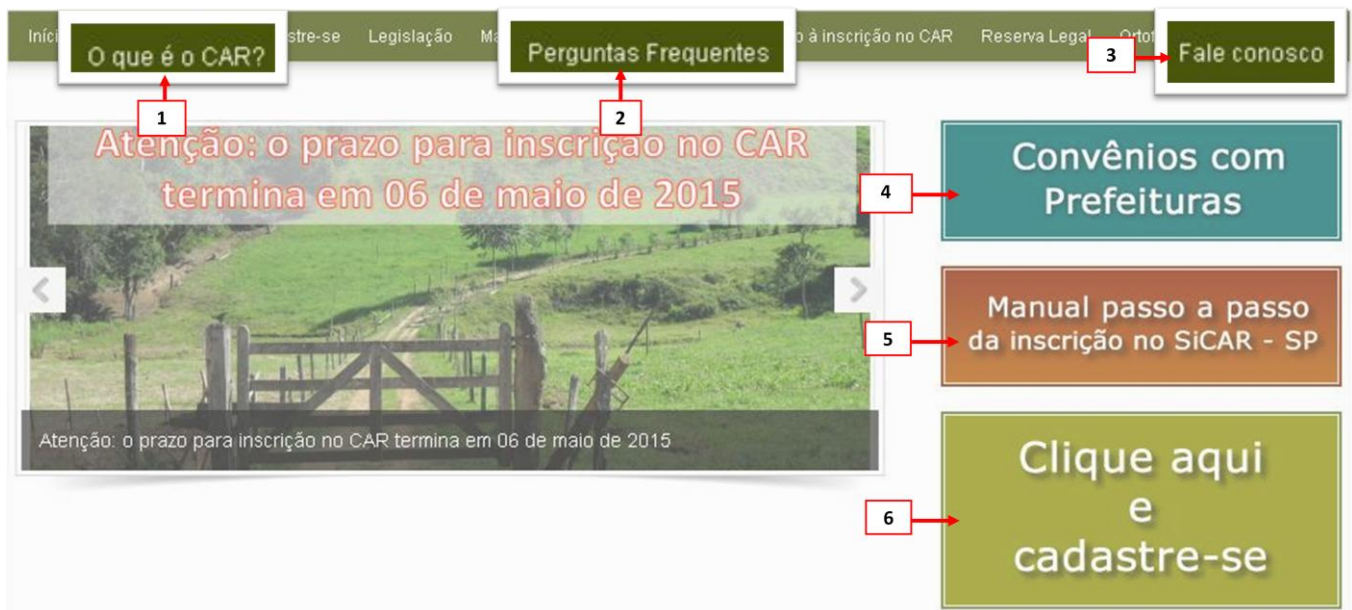 O que é o CAR?
stre-se
Legislação
Perguntas Frequentes
à inscrição no CAR
Reserva Legal
Fale conosco
1
2
3
Atenção: o prazo para inscrição no CAR
termina em 06 de maio de 2015
Atenção: o prazo para inscrição no CAR termina em 06 de maio de 2015
4
Convênios com
Prefeituras
5
Manual passo a passo
da inscrição no SiCAR - SP
6
Clique aqui
e
cadastre-se